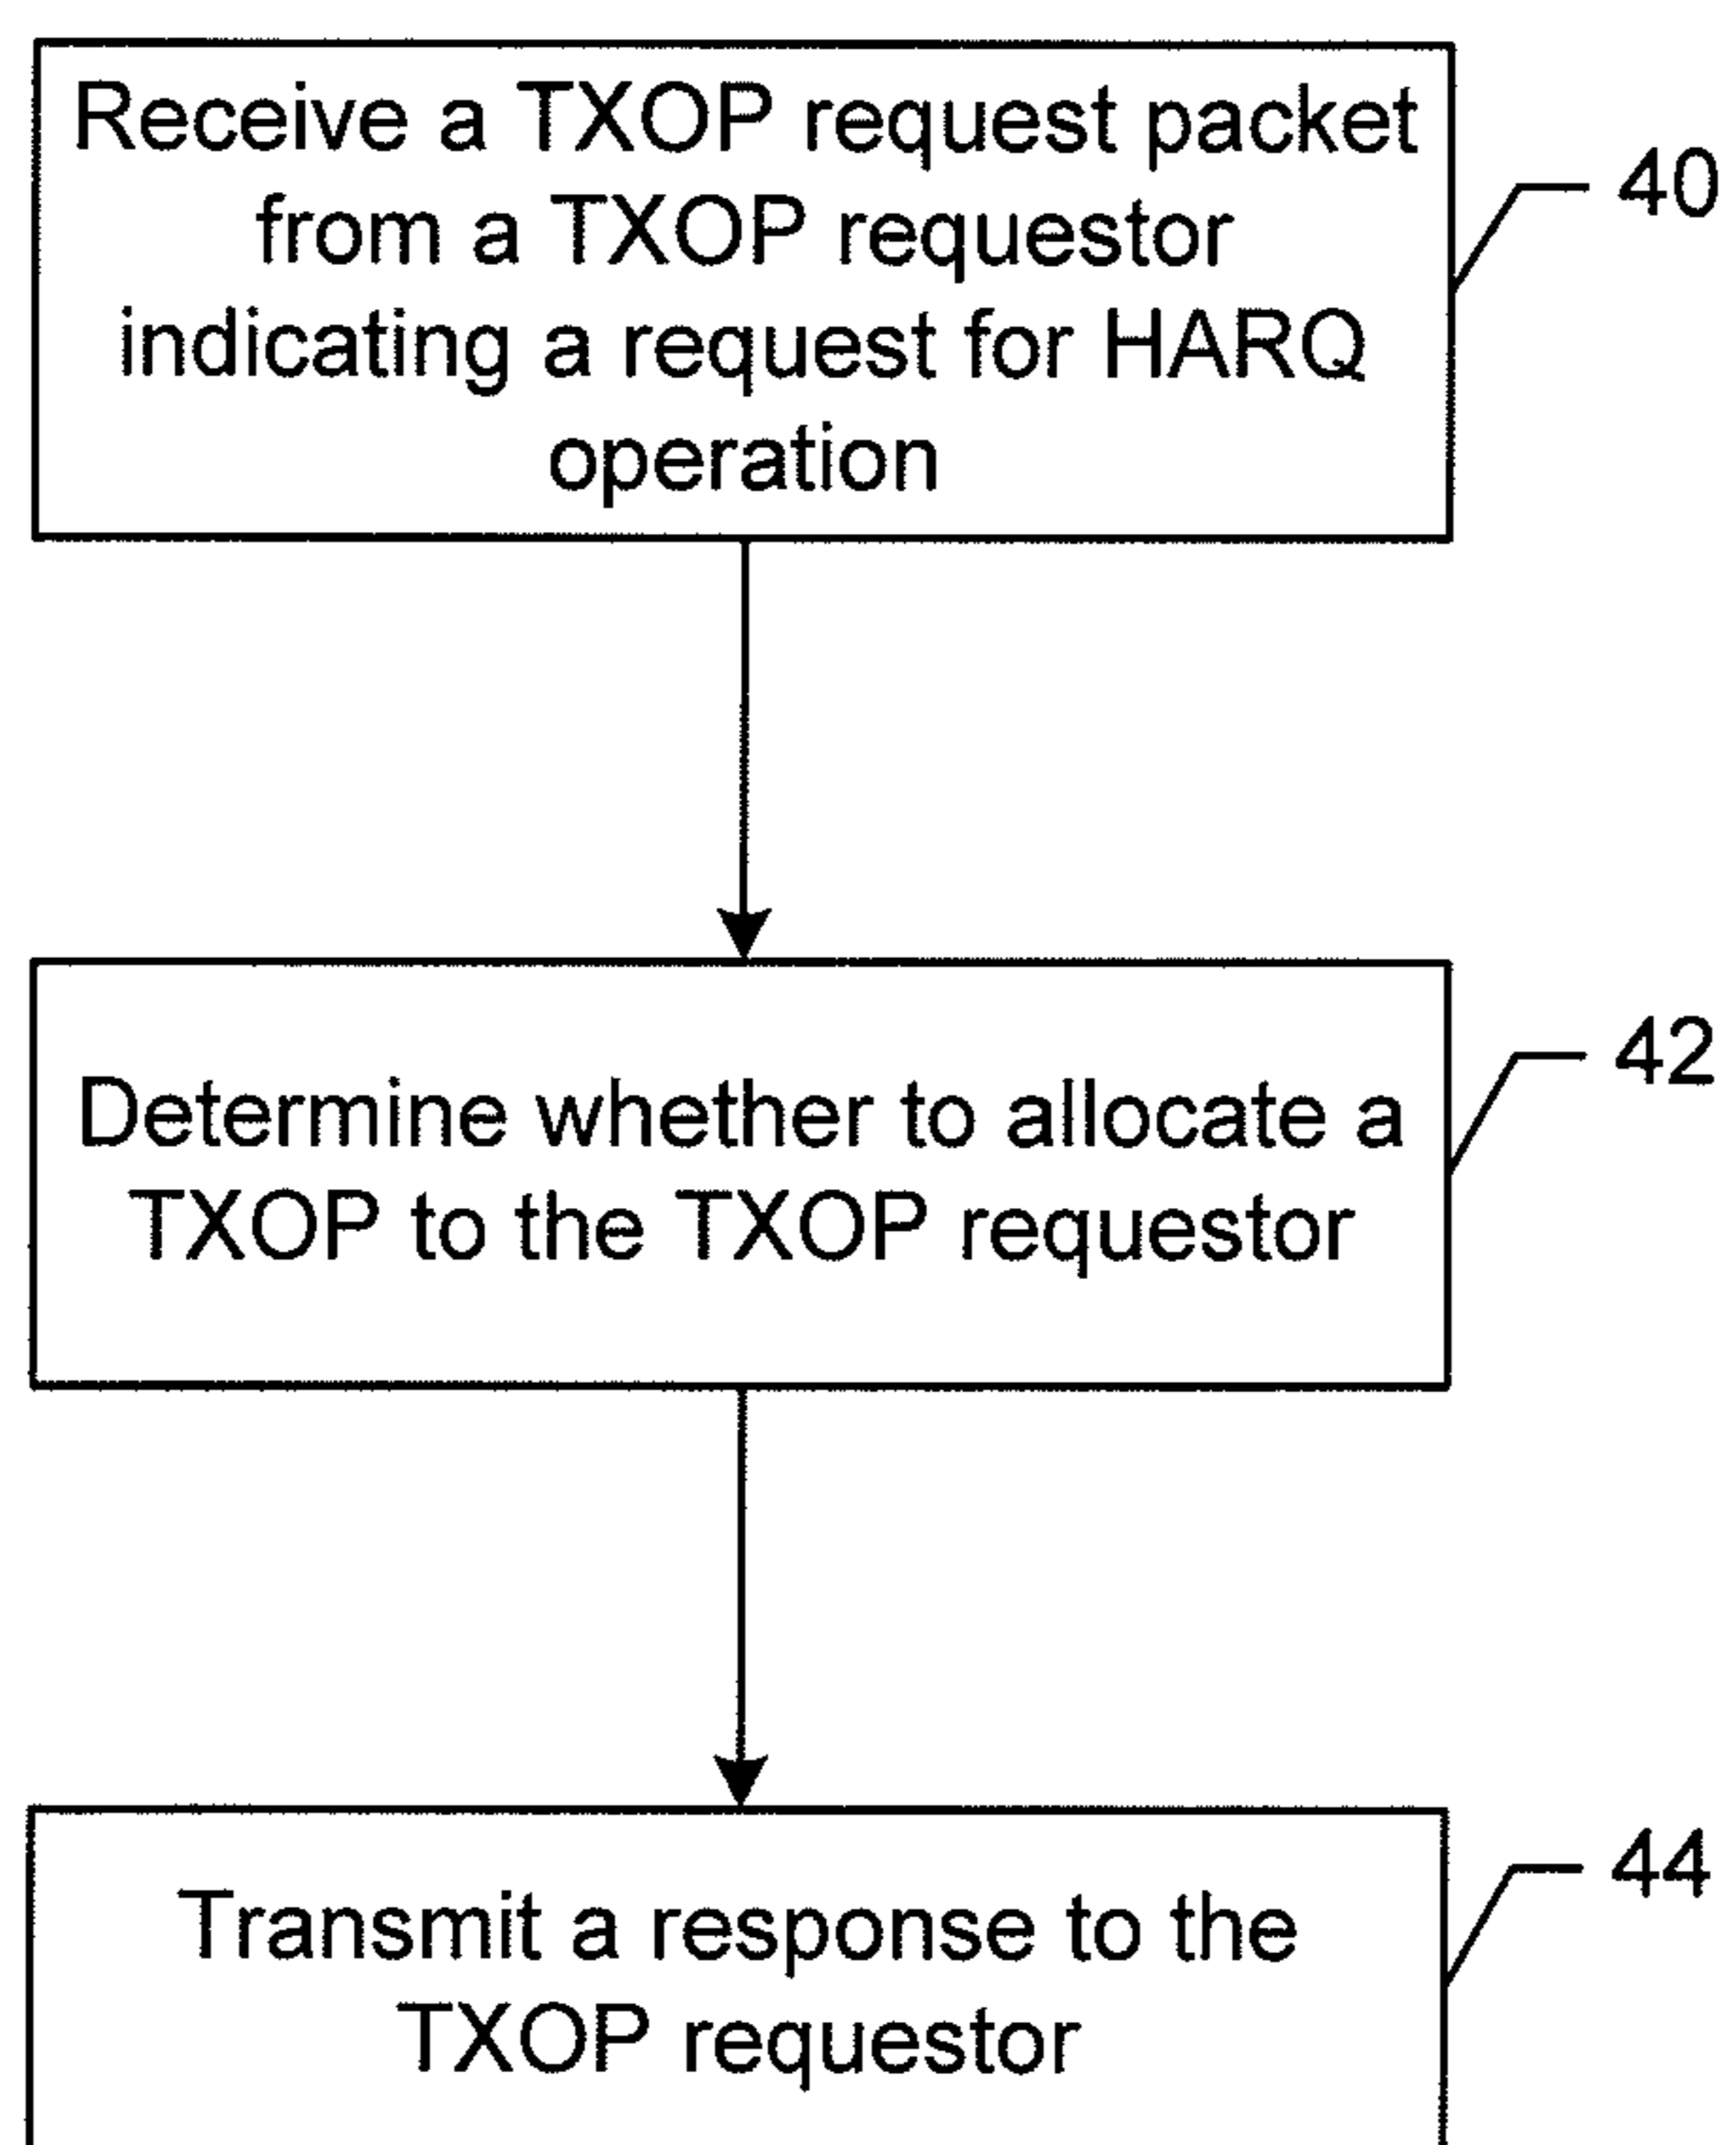 Receive a TXOP request packet
from a TXOP requestor
indicating a request for HARQ
operation
40
Determine whether to allocate a
TXOP to the TXOP requestor
42
Transmit a response to the
TXOP requestor
44